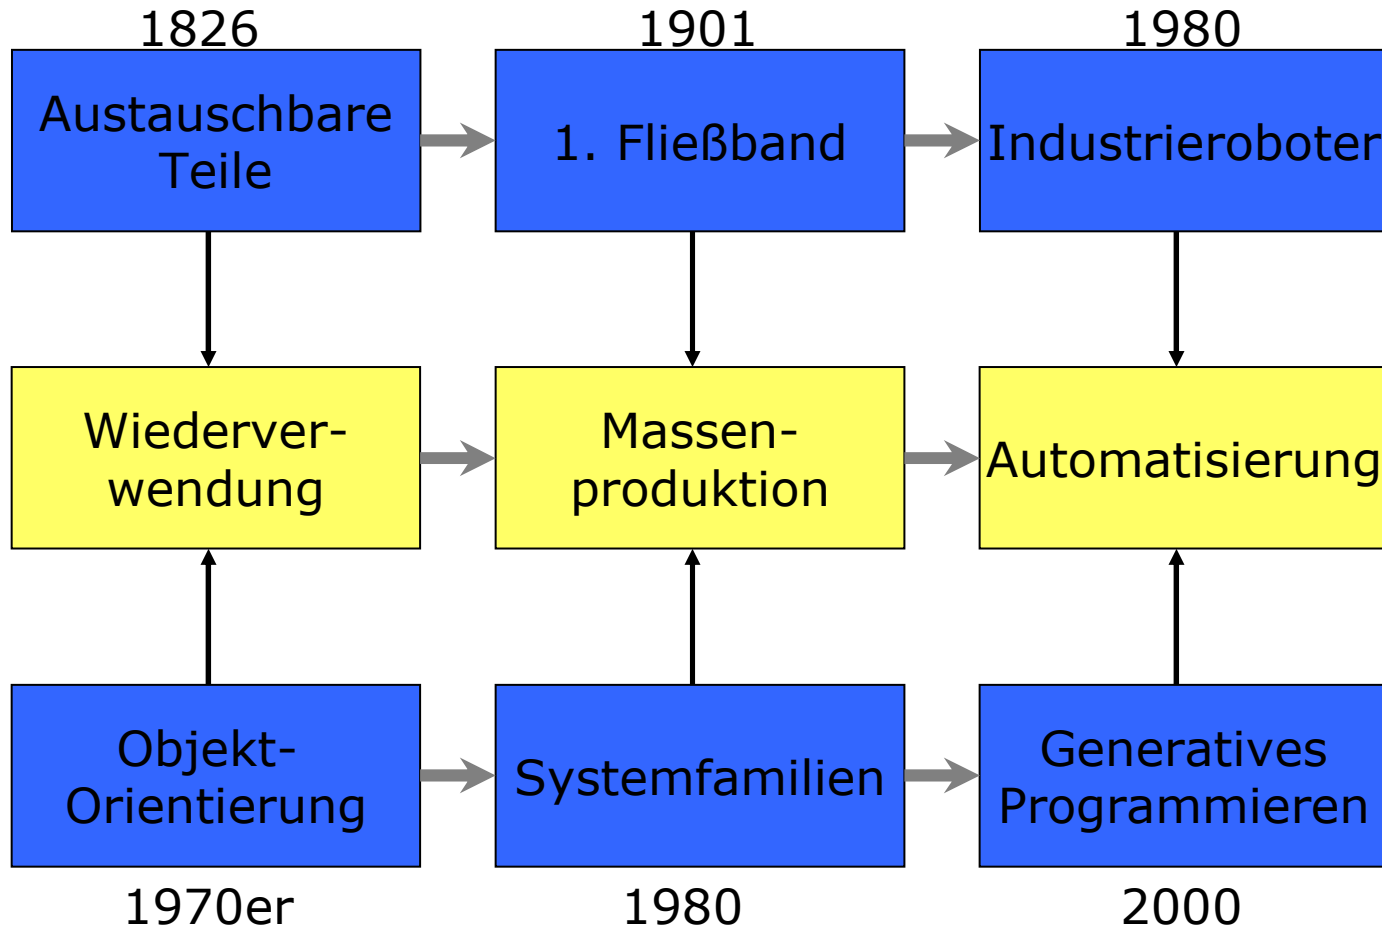 1826
1901
1980
Austauschbare
Teile
1. Fließband
Industrieroboter
Wiederver-
wendung
Massen-
produktion
Automatisierung
Objekt-
Orientierung
Systemfamilien
Generatives
Programmieren
1970er
1980
2000